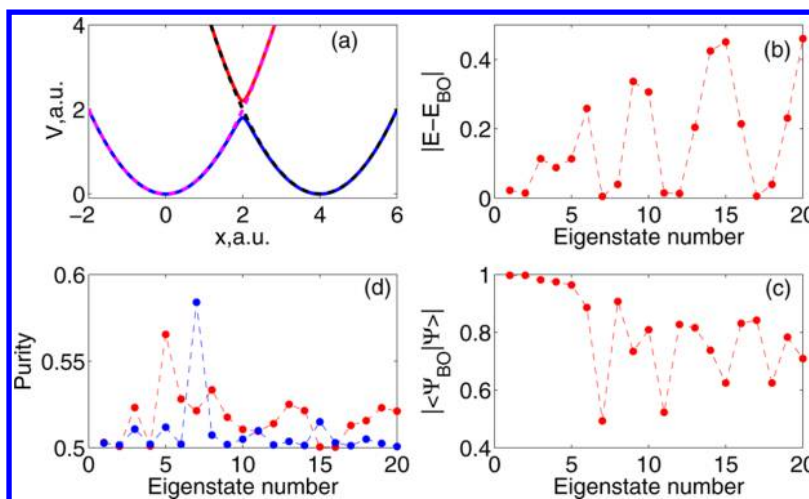 4
2
0
−2
0
2
4
6
x,a.u.
V,a.u.
(a)
0.4
0.2
0
0
5
10
15
20
Eigenstate number
|E−E_BO|
(b)
0.6
0.55
0.5
0
5
10
15
20
Eigenstate number
Purity
(d)
1
0.8
0.6
0.4
0
5
10
15
20
Eigenstate number
|<Ψ_BO|Ψ>|
(c)